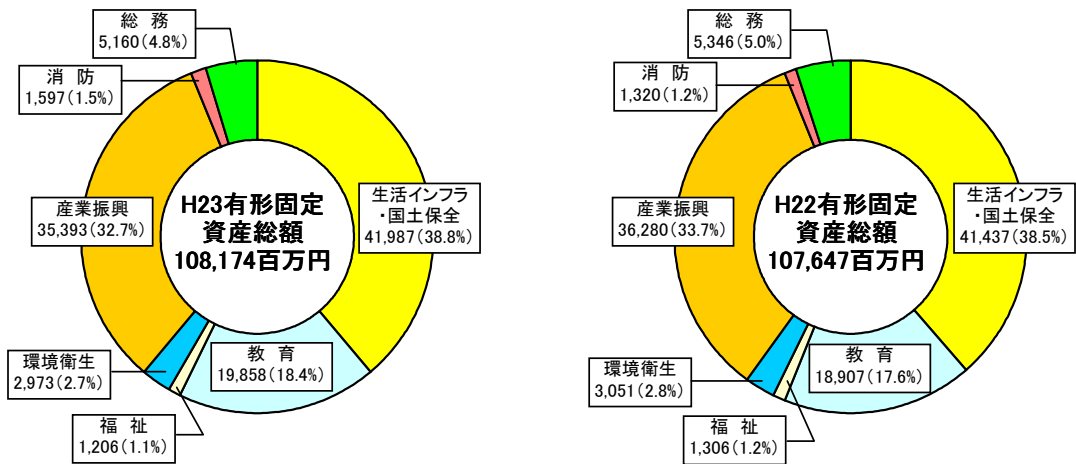 総 務
5,160(4.8%)
消 防
1,597(1.5%)
産業振興
35,393(32.7%)
H23有形固定
資産総額
108,174百万円
生活インフラ
・国土保全
41,987(38.8%)
環境衛生
2,973(2.7%)
教 育
19,858(18.4%)
福 祉
1,206(1.1%)
総 務
5,346(5.0%)
消 防
1,320(1.2%)
産業振興
36,280(33.7%)
H22有形固定
資産総額
107,647百万円
生活インフラ
・国土保全
41,437(38.5%)
環境衛生
3,051(2.8%)
教 育
18,907(17.6%)
福 祉
1,306(1.2%)